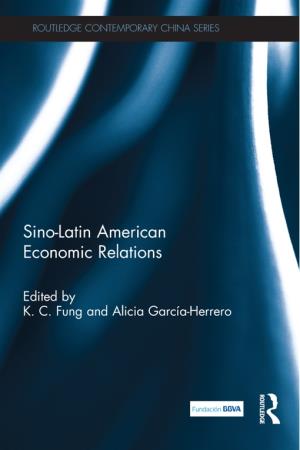 ROUTLEDGE CONTEMPORARY CHINA SERIES
Sino-Latin American
Economic Relations
Edited by
K. C. Fung and Alicia García-Herrero
Fundación BBVA
ROUTLEDGE